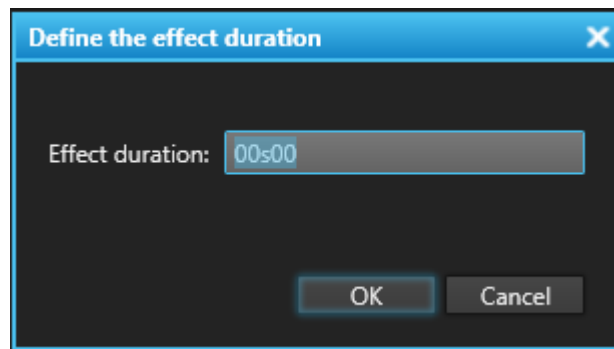 Define the effect duration
Effect duration: 00s00
OK Cancel